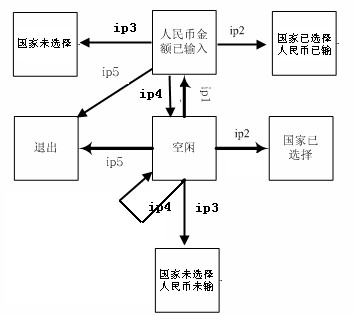 ip3
人民币金
额已输入
ip2
国家未选择
国家已选择
人民币已输
ip5
ip4
ip1
退出
ip5
空闲
ip2
国家已
选择
ip4
ip3
国家未选择
人民币未输